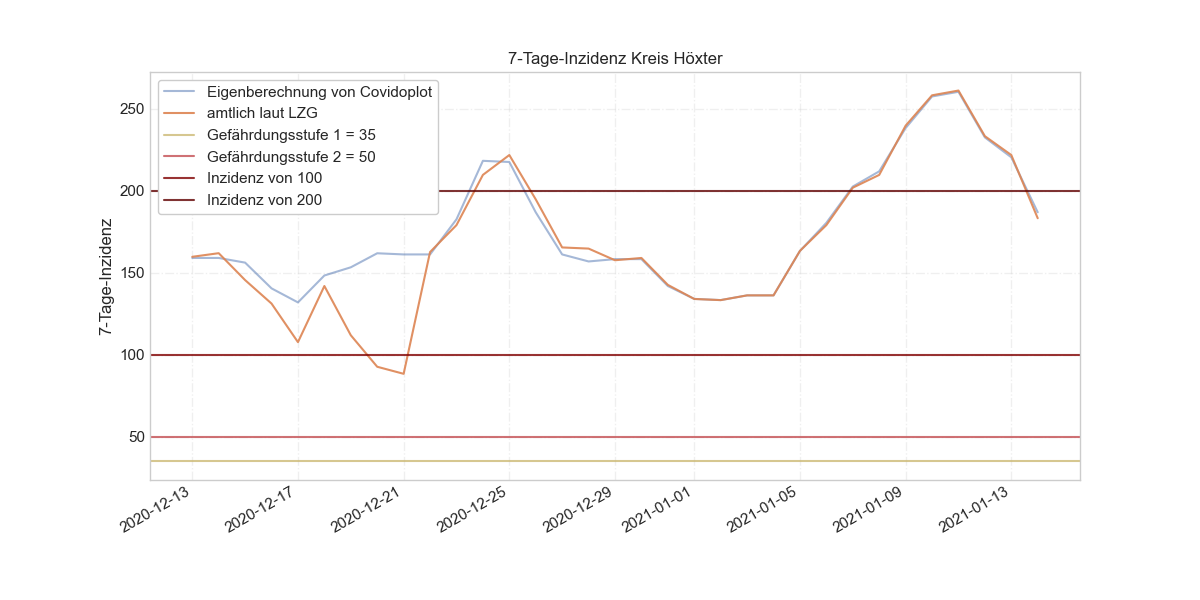 7-Tage-Inzidenz Kreis Höxter
Eigenberechnung von Covidoplot
amtlich laut LZG
Gefährdungsstufe 1 = 35
Gefährdungsstufe 2 = 50
Inzidenz von 100
Inzidenz von 200
7-Tage-Inzidenz
250
200
150
100
50
2020-12-13
2020-12-17
2020-12-21
2020-12-25
2020-12-29
2021-01-01
2021-01-05
2021-01-09
2021-01-13